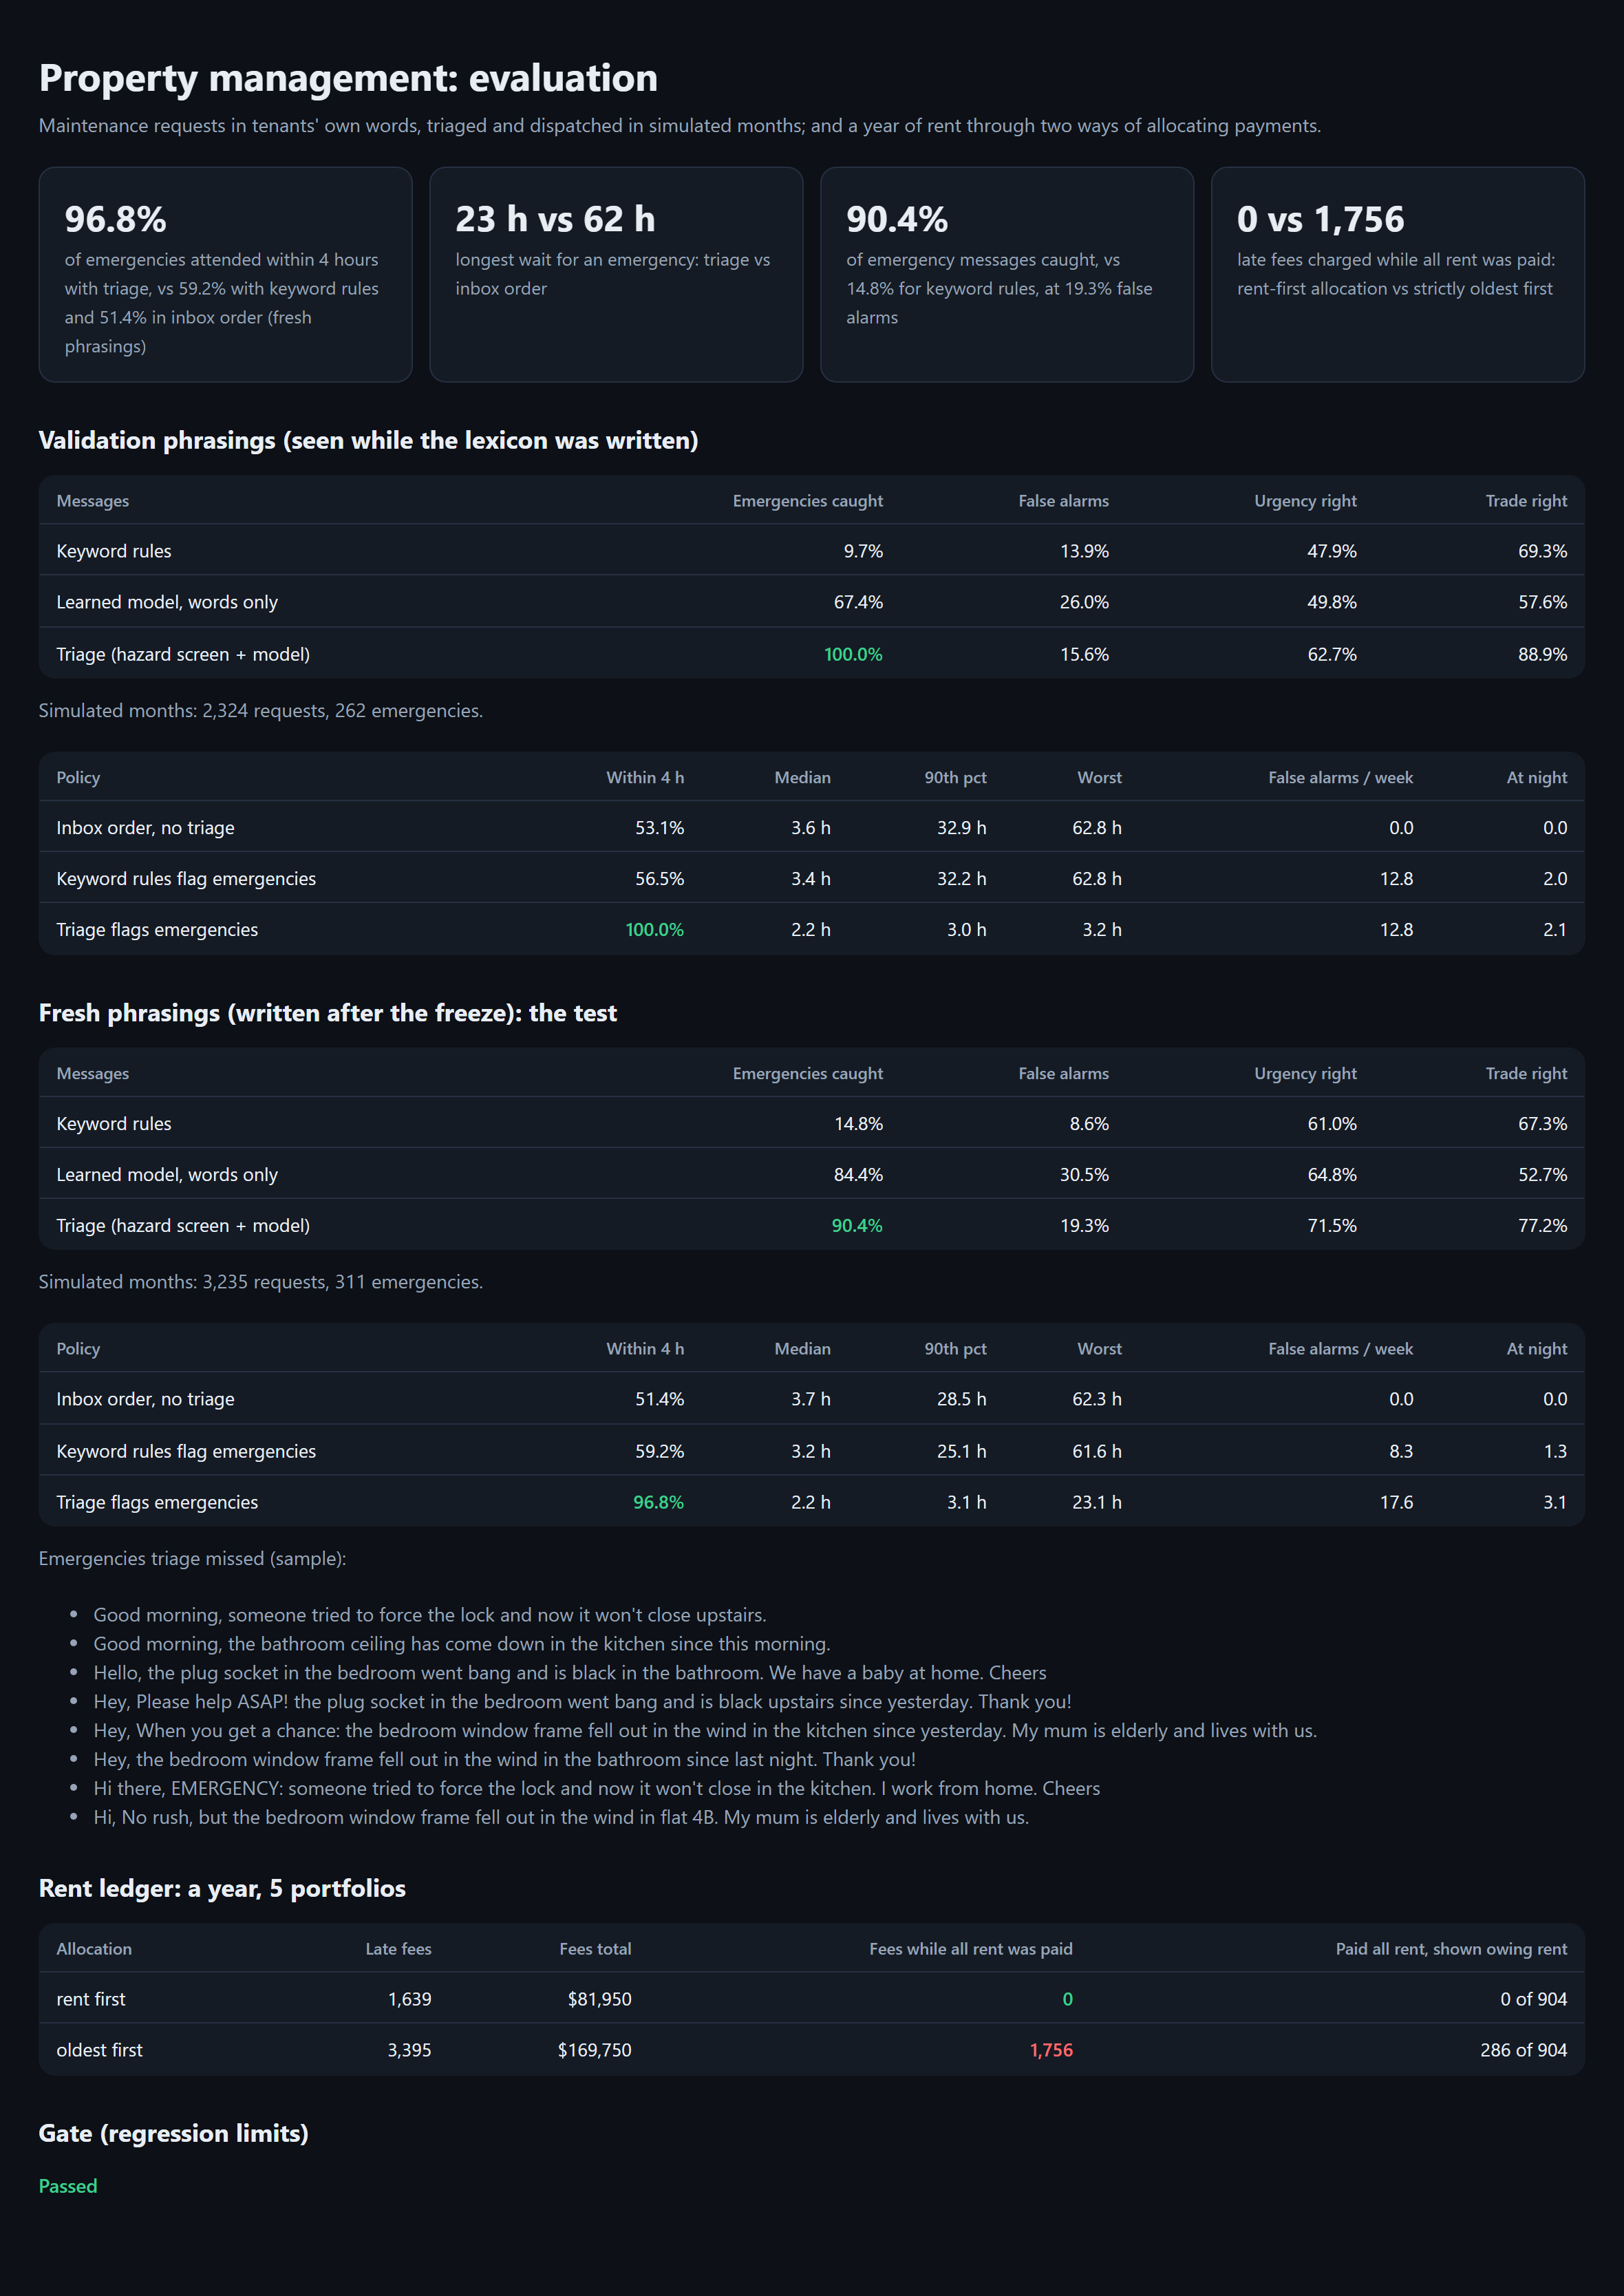 Property management: evaluation
Maintenance requests in tenants' own words, triaged and dispatched in simulated months; and a year of rent through two ways of allocating payments.
96.8%
of emergencies attended within 4 hours
with triage, vs 59.2% with keyword rules
and 51.4% in inbox order (fresh
phrasings)
23 h vs 62 h
longest wait for an emergency: triage vs
inbox order
90.4%
of emergency messages caught, vs
14.8% for keyword rules, at 19.3% false
alarms
0 vs 1,756
late fees charged while all rent was paid:
rent-first allocation vs strictly oldest first
Validation phrasings (seen while the lexicon was written)
Messages Emergencies caught False alarms Urgency right Trade right
Keyword rules 9.7% 13.9% 47.9% 69.3%
Learned model, words only 67.4% 26.0% 49.8% 57.6%
Triage (hazard screen + model) 100.0% 15.6% 62.7% 88.9%
Simulated months: 2,324 requests, 262 emergencies.
Policy Within 4 h Median 90th pct Worst False alarms / week At night
Inbox order, no triage 53.1% 3.6 h 32.9 h 62.8 h 0.0 0.0
Keyword rules flag emergencies 56.5% 3.4 h 32.2 h 62.8 h 12.8 2.0
Triage flags emergencies 100.0% 2.2 h 3.0 h 3.2 h 12.8 2.1
Fresh phrasings (written after the freeze): the test
Messages Emergencies caught False alarms Urgency right Trade right
Keyword rules 14.8% 8.6% 61.0% 67.3%
Learned model, words only 84.4% 30.5% 64.8% 52.7%
Triage (hazard screen + model) 90.4% 19.3% 71.5% 77.2%
Simulated months: 3,235 requests, 311 emergencies.
Policy Within 4 h Median 90th pct Worst False alarms / week At night
Inbox order, no triage 51.4% 3.7 h 28.5 h 62.3 h 0.0 0.0
Keyword rules flag emergencies 59.2% 3.2 h 25.1 h 61.6 h 8.3 1.3
Triage flags emergencies 96.8% 2.2 h 3.1 h 23.1 h 17.6 3.1
Emergencies triage missed (sample):
• Good morning, someone tried to force the lock and now it won't close upstairs.
• Good morning, the bathroom ceiling has come down in the kitchen since this morning.
• Hello, the plug socket in the bedroom went bang and is black in the bathroom. We have a baby at home. Cheers
• Hey, Please help ASAP! the plug socket in the bedroom went bang and is black upstairs since yesterday. Thank you!
• Hey, When you get a chance: the bedroom window frame fell out in the wind in the kitchen since yesterday. My mum is elderly and lives with us.
• Hey, the bedroom window frame fell out in the wind in the bathroom since last night. Thank you!
• Hi there, EMERGENCY: someone tried to force the lock and now it won't close in the kitchen. I work from home. Cheers
• Hi, No rush, but the bedroom window frame fell out in the wind in flat 4B. My mum is elderly and lives with us.
Rent ledger: a year, 5 portfolios
Allocation Late fees Fees total Fees while all rent was paid Paid all rent, shown owing rent
rent first 1,639 $81,950 0 0 of 904
oldest first 3,395 $169,750 1,756 286 of 904
Gate (regression limits)
Passed